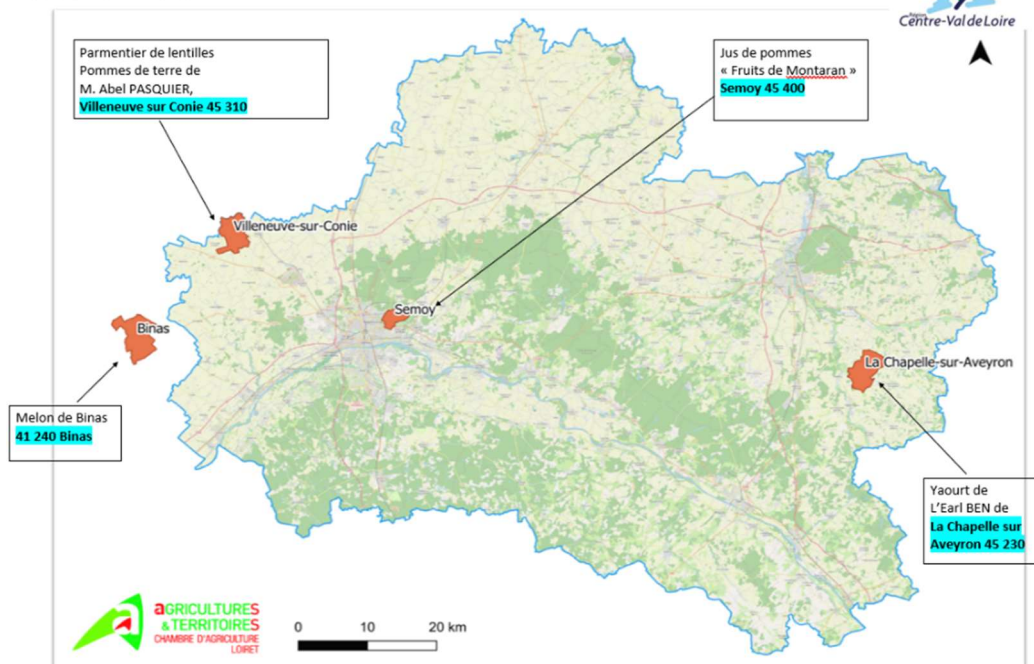 Région
Centre-Val de Loire
Parmentier de lentilles
Pommes de terre de
M. Abel PASQUIER,
Villeneuve sur Conie 45 310
Jus de pommes
« Fruits de Montaran »
Semoy 45 400
Villeneuve-sur-Conie
Semoy
Binas
La Chapelle-sur-Aveyron
Melon de Binas
41 240 Binas
Yaourt de
L'Earl BEN de
La Chapelle sur
Aveyron 45 230
aGRICULTURES
& TERRITOIRES
CHAMBRE D'AGRICULTURE
LOIRET
0 10 20 km